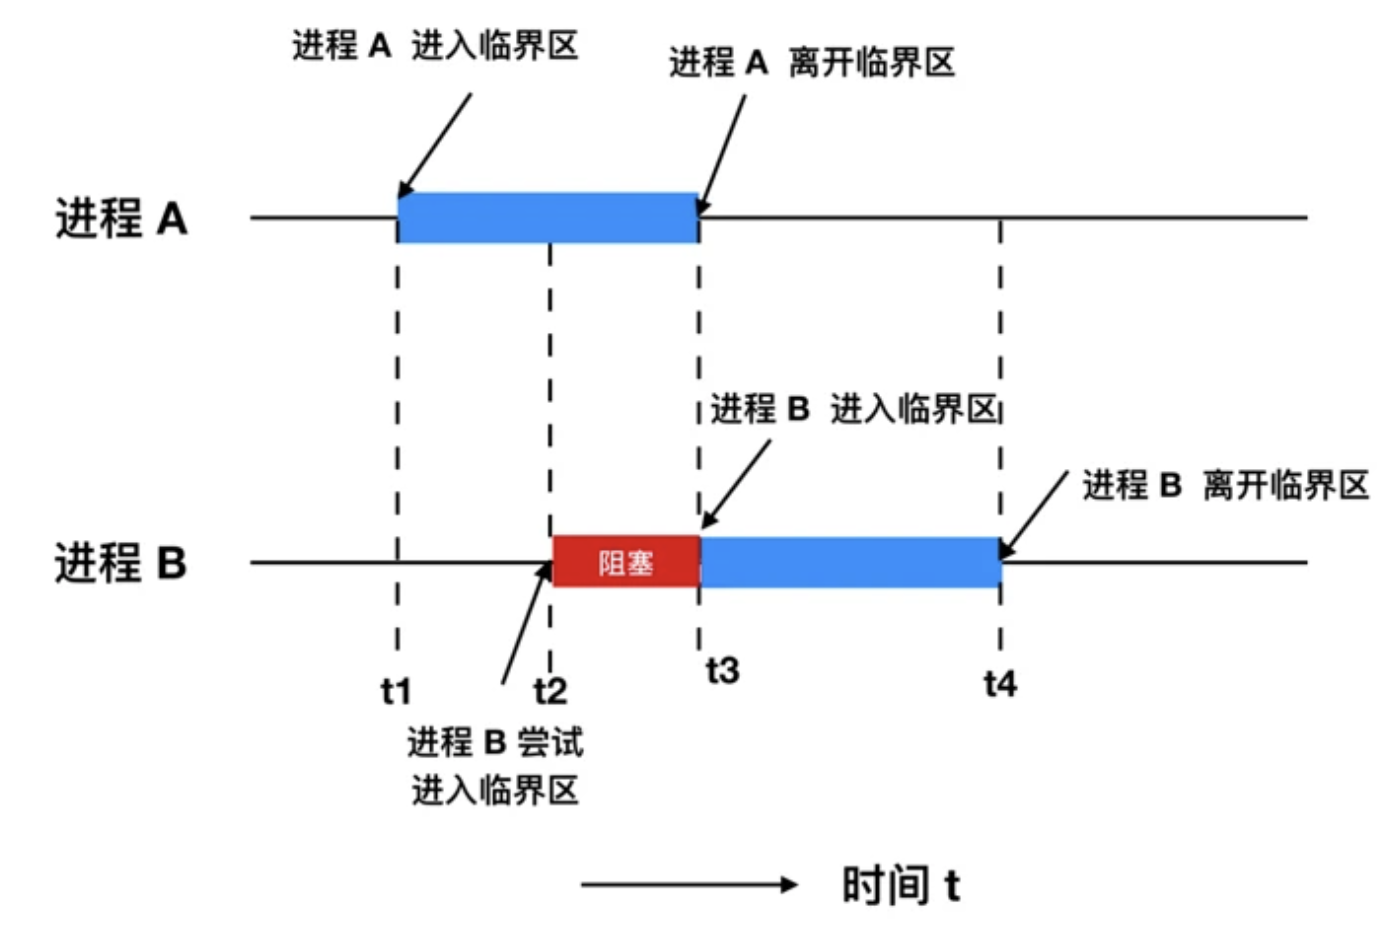 进程 A 进入临界区
进程 A 离开临界区
进程 A
进程 B 进入临界区
进程 B 离开临界区
进程 B
阻塞
t1
t2
t3
t4
进程 B 尝试
进入临界区
时间 t